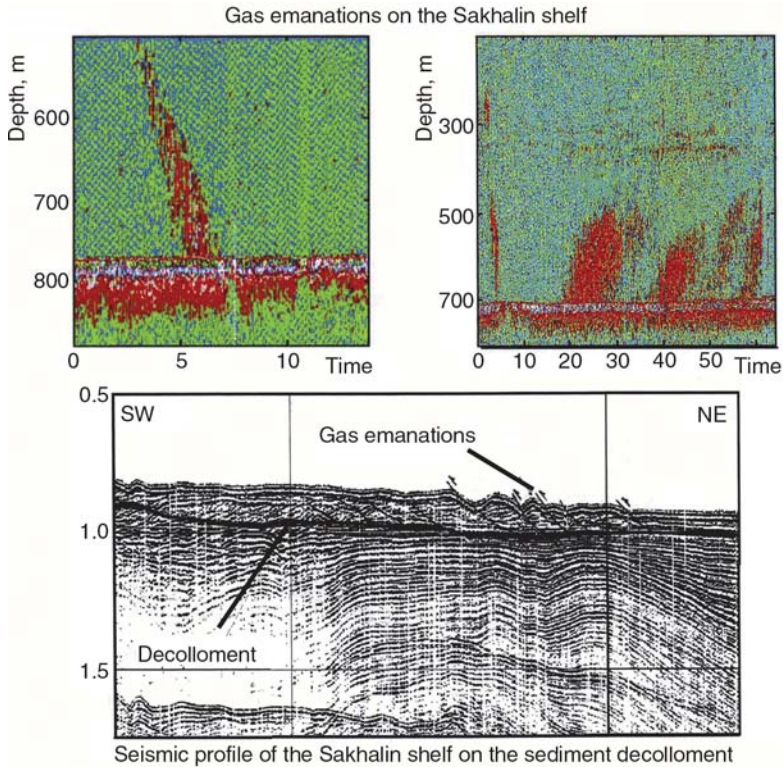 Gas emanations on the Sakhalin shelf
Depth, m
600
700
800
0
5
10
Time
Depth, m
300
500
700
0
10
20
30
40
50
Time
0.5
SW
NE
Gas emanations
1.0
Decolloment
1.5
Seismic profile of the Sakhalin shelf on the sediment decolloment